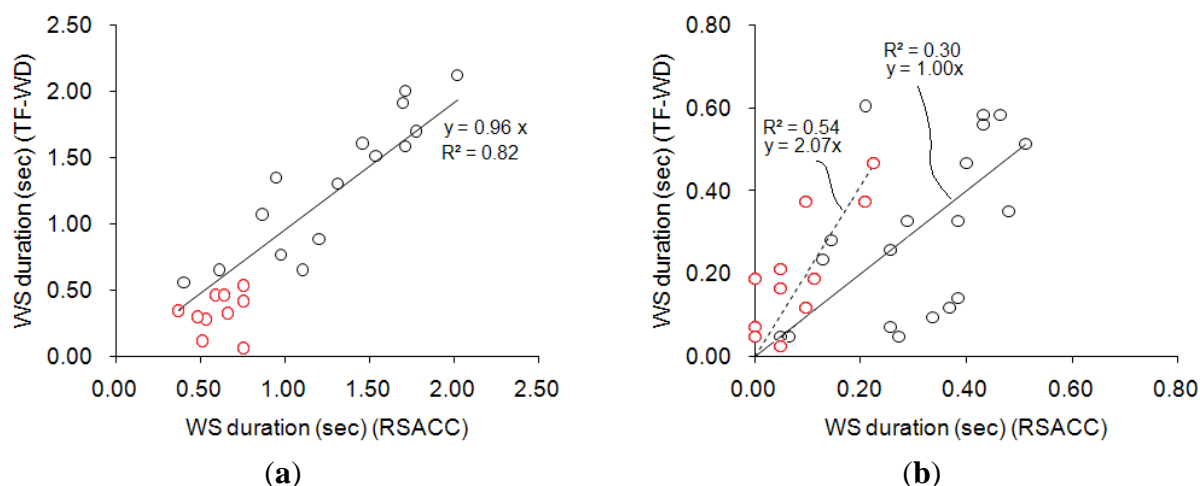 2.50
2.00
1.50
1.00
0.50
0.00
WS duration (sec) (TF-WD)
y = 0.96 x
R² = 0.82
0.00 0.50 1.00 1.50 2.00 2.50
WS duration (sec) (RSACC)
(a)
0.80
0.60
0.40
0.20
0.00
WS duration (sec) (TF-WD)
R² = 0.30
y = 1.00x
R² = 0.54
y = 2.07x
0.00 0.20 0.40 0.60 0.80
WS duration (sec) (RSACC)
(b)